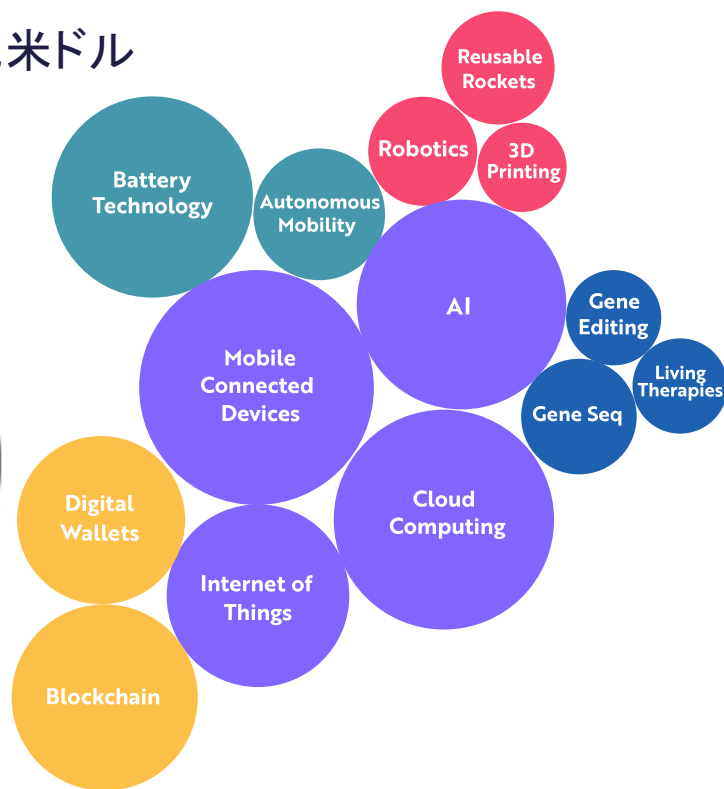 米ドル
Reusable
Rockets
Robotics
3D
Printing
Battery
Technology
Autonomous
Mobility
AI
Gene
Editing
Living
Therapies
Gene Seq
Mobile
Connected
Devices
Cloud
Computing
Digital
Wallets
Internet of
Things
Blockchain